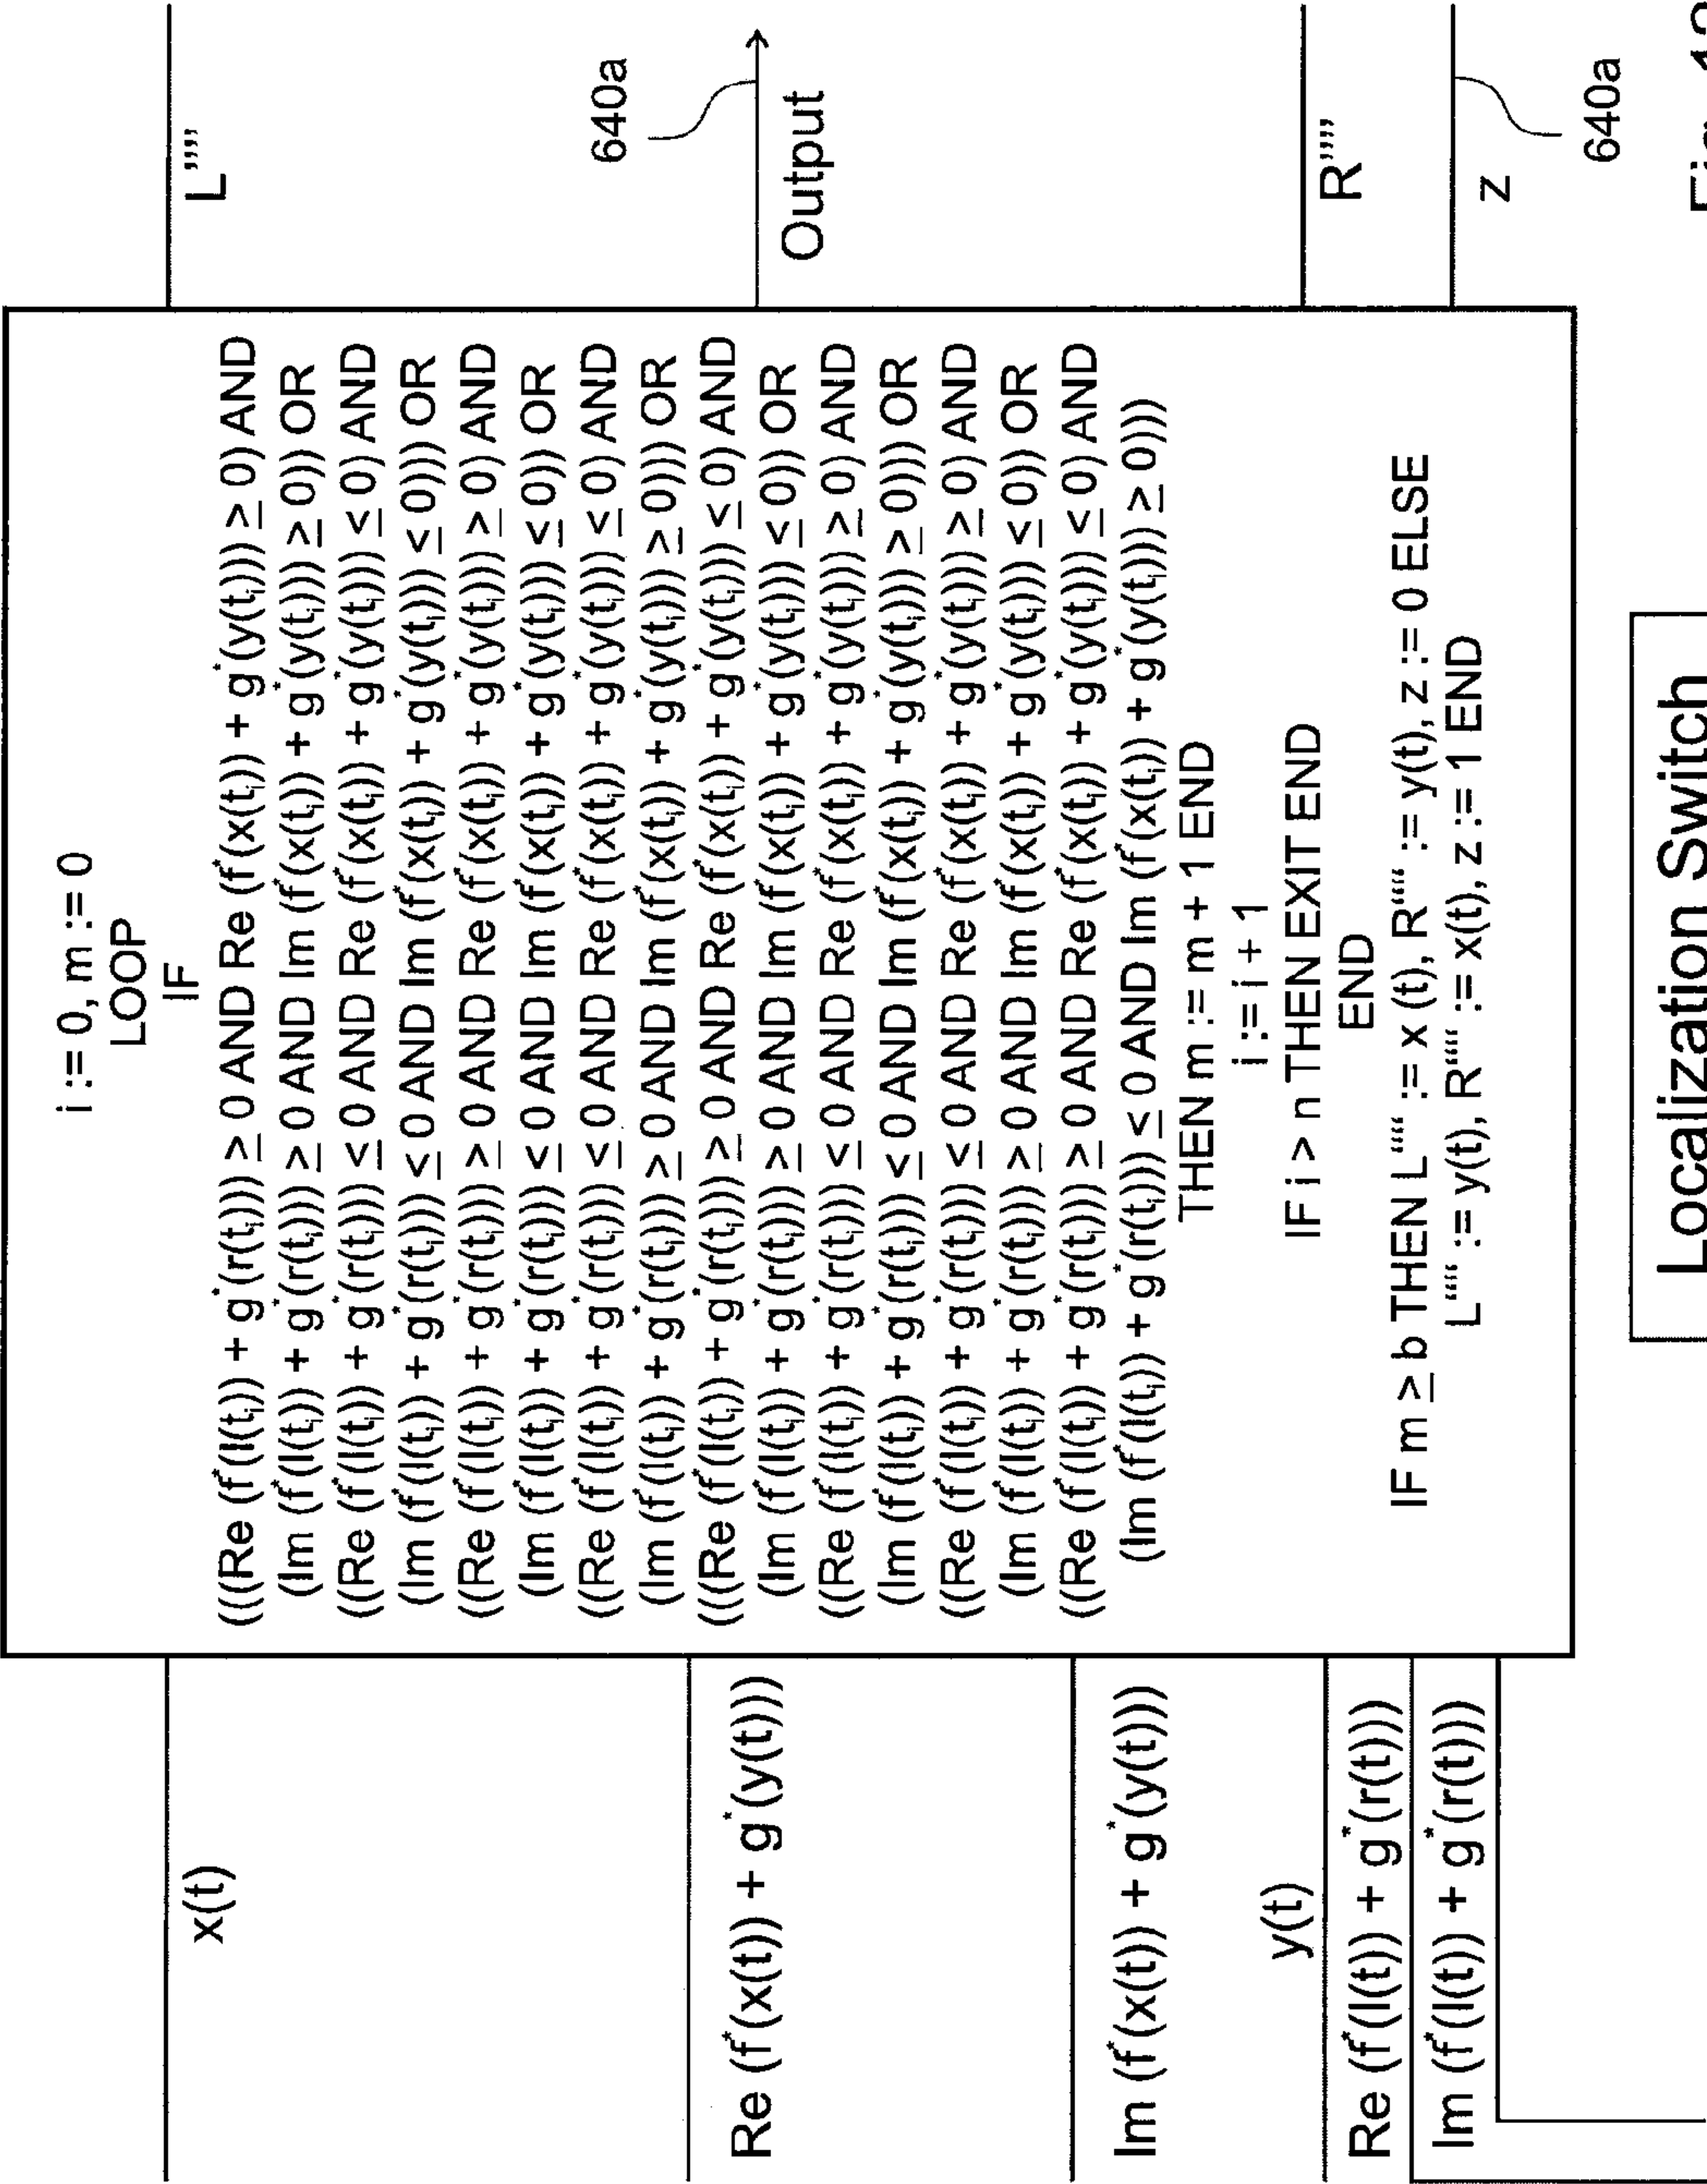 x(t)
Re (f*(x(t)) + g*(y(t)))
Im (f*(x(t)) + g*(y(t)))
y(t)
Re (f*(l(t)) + g*(r(t)))
Im (f*(l(t)) + g*(r(t)))
i := 0, m := 0
LOOP
IF
(((Re (f*(l(tᵢ)) + g*(r(tᵢ))) ≥ 0 AND Re (f*(x(tᵢ)) + g*(y(tᵢ))) ≥ 0) AND
(Im (f*(l(tᵢ)) + g*(r(tᵢ))) ≥ 0 AND Im (f*(x(tᵢ)) + g*(y(tᵢ))) ≥ 0)) OR
((Re (f*(l(tᵢ)) + g*(r(tᵢ))) ≤ 0 AND Re (f*(x(tᵢ)) + g*(y(tᵢ))) ≤ 0) AND
(Im (f*(l(tᵢ)) + g*(r(tᵢ))) ≤ 0 AND Im (f*(x(tᵢ)) + g*(y(tᵢ))) ≤ 0))) OR
((Re (f*(l(tᵢ)) + g*(r(tᵢ))) ≥ 0 AND Re (f*(x(tᵢ)) + g*(y(tᵢ))) ≥ 0) AND
(Im (f*(l(tᵢ)) + g*(r(tᵢ))) ≤ 0 AND Im (f*(x(tᵢ)) + g*(y(tᵢ))) ≤ 0)) OR
((Re (f*(l(tᵢ)) + g*(r(tᵢ))) ≤ 0 AND Re (f*(x(tᵢ)) + g*(y(tᵢ))) ≤ 0) AND
(Im (f*(l(tᵢ)) + g*(r(tᵢ))) ≥ 0 AND Im (f*(x(tᵢ)) + g*(y(tᵢ))) ≥ 0))) OR
(((Re (f*(l(tᵢ)) + g*(r(tᵢ))) ≥ 0 AND Re (f*(x(tᵢ)) + g*(y(tᵢ))) ≤ 0) AND
(Im (f*(l(tᵢ)) + g*(r(tᵢ))) ≥ 0 AND Im (f*(x(tᵢ)) + g*(y(tᵢ))) ≤ 0)) OR
((Re (f*(l(tᵢ)) + g*(r(tᵢ))) ≤ 0 AND Re (f*(x(tᵢ)) + g*(y(tᵢ))) ≥ 0) AND
(Im (f*(l(tᵢ)) + g*(r(tᵢ))) ≤ 0 AND Im (f*(x(tᵢ)) + g*(y(tᵢ))) ≥ 0))) OR
((Re (f*(l(tᵢ)) + g*(r(tᵢ))) ≤ 0 AND Re (f*(x(tᵢ)) + g*(y(tᵢ))) ≥ 0) AND
(Im (f*(l(tᵢ)) + g*(r(tᵢ))) ≥ 0 AND Im (f*(x(tᵢ)) + g*(y(tᵢ))) ≤ 0)) OR
((Re (f*(l(tᵢ)) + g*(r(tᵢ))) ≥ 0 AND Re (f*(x(tᵢ)) + g*(y(tᵢ))) ≤ 0) AND
(Im (f*(l(tᵢ)) + g*(r(tᵢ))) ≤ 0 AND Im (f*(x(tᵢ)) + g*(y(tᵢ))) ≥ 0))))
THEN m := m + 1 END
i := i + 1
IF i > n THEN EXIT END
END
IF m ≥ b THEN L'''' := x (t), R'''' := y(t), z := 0 ELSE
L'''' := y(t), R'''' := x(t), z := 1 END
L''''
640a
Output
R''''
z
640a
Localization Switch
Fig.